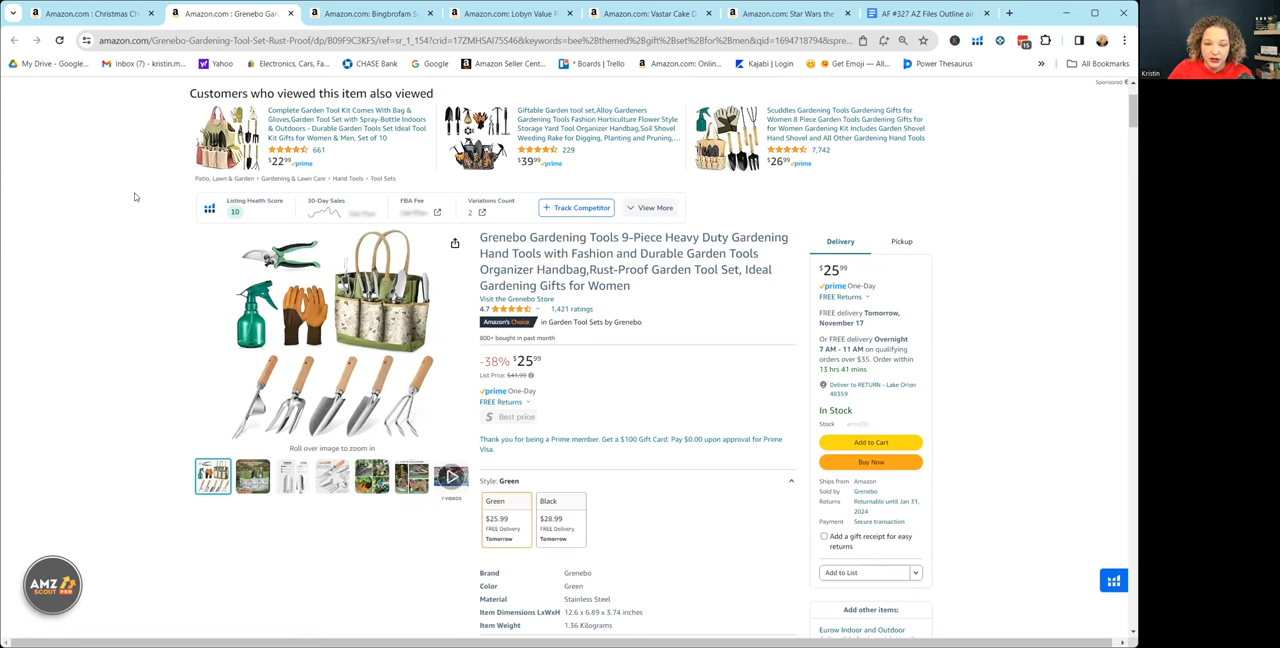 Amazon.com : Christmas Ch
Amazon.com : Grenebo Gar
Amazon.com: Bingbrofam S
Amazon.com: Lobyn Value P
Amazon.com: Vastar Cake D
Amazon.com: Star Wars the
AF #327 AZ Files Outline air
amazon.com/Grenebo-Gardening-Tool-Set-Rust-Proof/dp/B09F9C3KFS/ref=sr_1_154?crid=17ZMHSAI75S46&keywords=bee%2Bthemed%2Bgift%2Bset%2Bfor%2Bmen&qid=1694718794&spre...
15
My Drive - Google...
Inbox (7) - kristin.m...
Yahoo
Electronics, Cars, Fa...
CHASE Bank
Google
Amazon Seller Cent...
* Boards | Trello
Amazon.com: Onlin...
Kajabi | Login
Get Emoji — All...
Power Thesaurus
All Bookmarks
Kristin
Sponsored
Customers who viewed this item also viewed
Complete Garden Tool Kit Comes With Bag &
Gloves,Garden Tool Set with Spray-Bottle Indoors
& Outdoors - Durable Garden Tools Set Ideal Tool
Kit Gifts for Women & Men, Set of 10
661
$22.99 prime
Giftable Garden tool set,Alloy Gardeners
Gardening Tools Fashion Horticulture Flower Style
Storage Yard Tool Organizer Handbag,Soil Shovel
Weeding Rake for Digging, Planting and Pruning,...
229
$39.99 prime
Scuddles Gardening Tools Gardening Gifts for
Women 8 Piece Garden Tools Gardening Gifts for
for Women Gardening Kit Includes Garden Shovel
Hand Shovel and All Other Gardening Hand Tools
7,742
$26.99 prime
Patio, Lawn & Garden › Gardening & Lawn Care › Hand Tools › Tool Sets
Listing Health Score
10
30-Day Sales
FBA Fee
Variations Count
2
+ Track Competitor
View More
Grenebo Gardening Tools 9-Piece Heavy Duty Gardening
Hand Tools with Fashion and Durable Garden Tools
Organizer Handbag,Rust-Proof Garden Tool Set, Ideal
Gardening Gifts for Women
Visit the Grenebo Store
4.7 1,421 ratings
Amazon's Choice in Garden Tool Sets by Grenebo
800+ bought in past month
-38% $25.99
List Price: $41.99
prime One-Day
FREE Returns
S Best price
Thank you for being a Prime member. Get a $100 Gift Card: Pay $0.00 upon approval for Prime
Visa.
Style: Green
Green
$25.99
FREE Delivery
Tomorrow
Black
$28.99
FREE Delivery
Tomorrow
Brand Grenebo
Color Green
Material Stainless Steel
Item Dimensions LxWxH 12.6 x 6.89 x 3.74 inches
Item Weight 1.36 Kilograms
Roll over image to zoom in
7 VIDEOS
AMZ
SCOUT PRO
Delivery
Pickup
$25.99
prime One-Day
FREE Returns
FREE delivery Tomorrow,
November 17
Or FREE delivery Overnight
7 AM - 11 AM on qualifying
orders over $35. Order within
13 hrs 41 mins
Deliver to RETURN - Lake Orion
48359
In Stock
Stock
Add to Cart
Buy Now
Ships from Amazon
Sold by Grenebo
Returns Returnable until Jan 31,
2024
Payment Secure transaction
Add a gift receipt for easy
returns
Add to List
Add other items:
Eurow Indoor and Outdoor